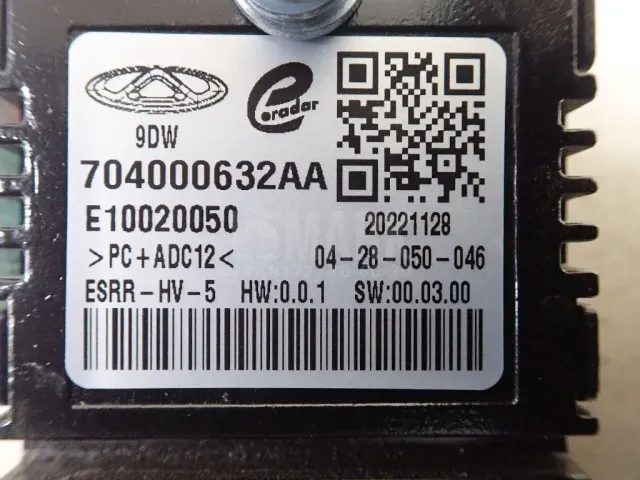 eoradar
9DW
704000632AA
E10020050 20221128
>PC+ADC12< 04-28-050-046
ESRR-HV-5 HW:0.0.1 SW:00.03.00